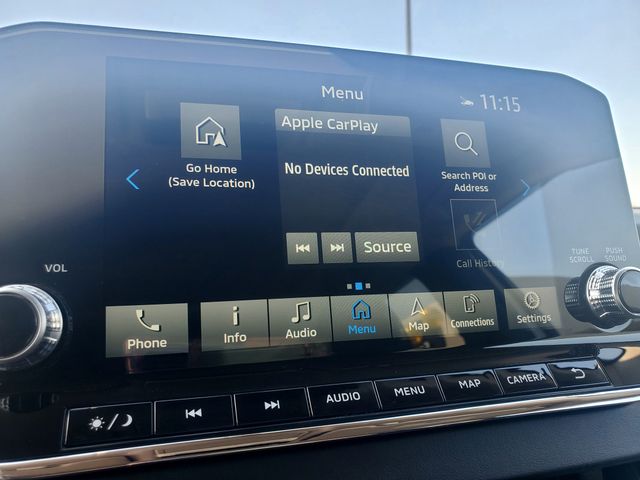 Menu
11:15
Apple CarPlay
Go Home
(Save Location)
No Devices Connected
Search POI or
Address
Source
Call History
VOL
TUNE
SCROLL
PUSH
SOUND
Phone
Info
Audio
Menu
Map
Connections
Settings
AUDIO
MENU
MAP
CAMERA